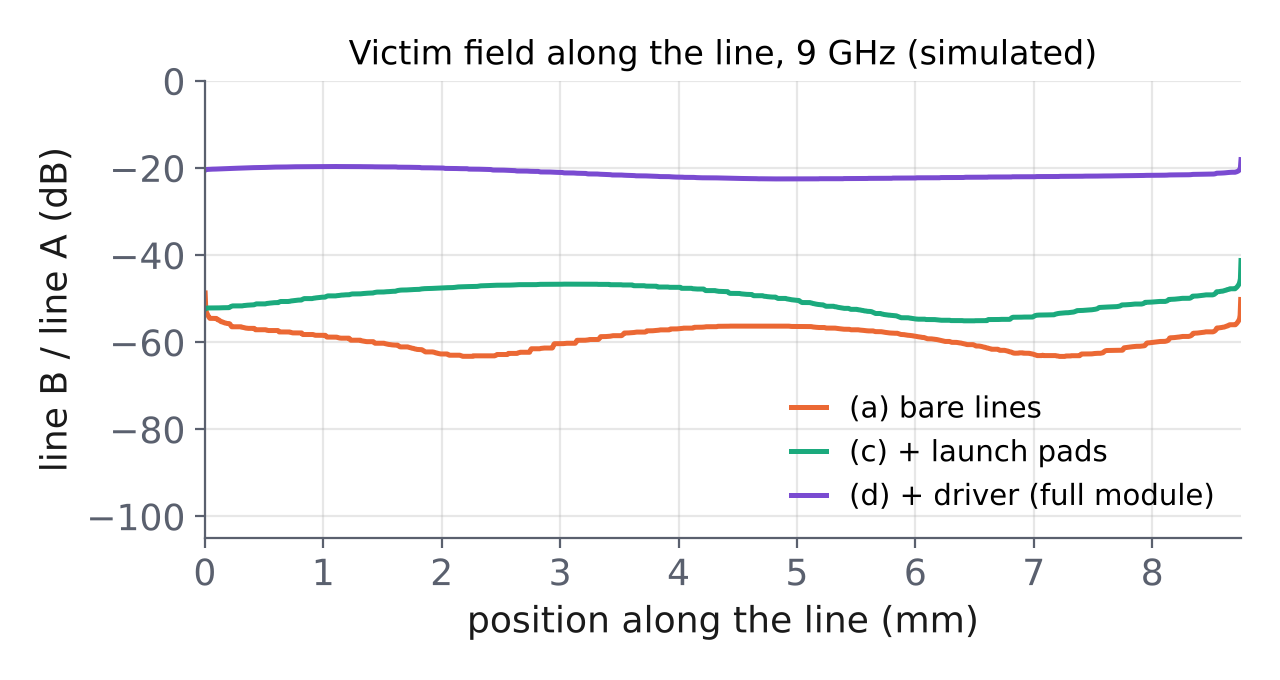 Victim field along the line, 9 GHz (simulated)
line B / line A (dB)
0
−20
−40
−60
−80
−100
(a) bare lines
(c) + launch pads
(d) + driver (full module)
0 1 2 3 4 5 6 7 8
position along the line (mm)